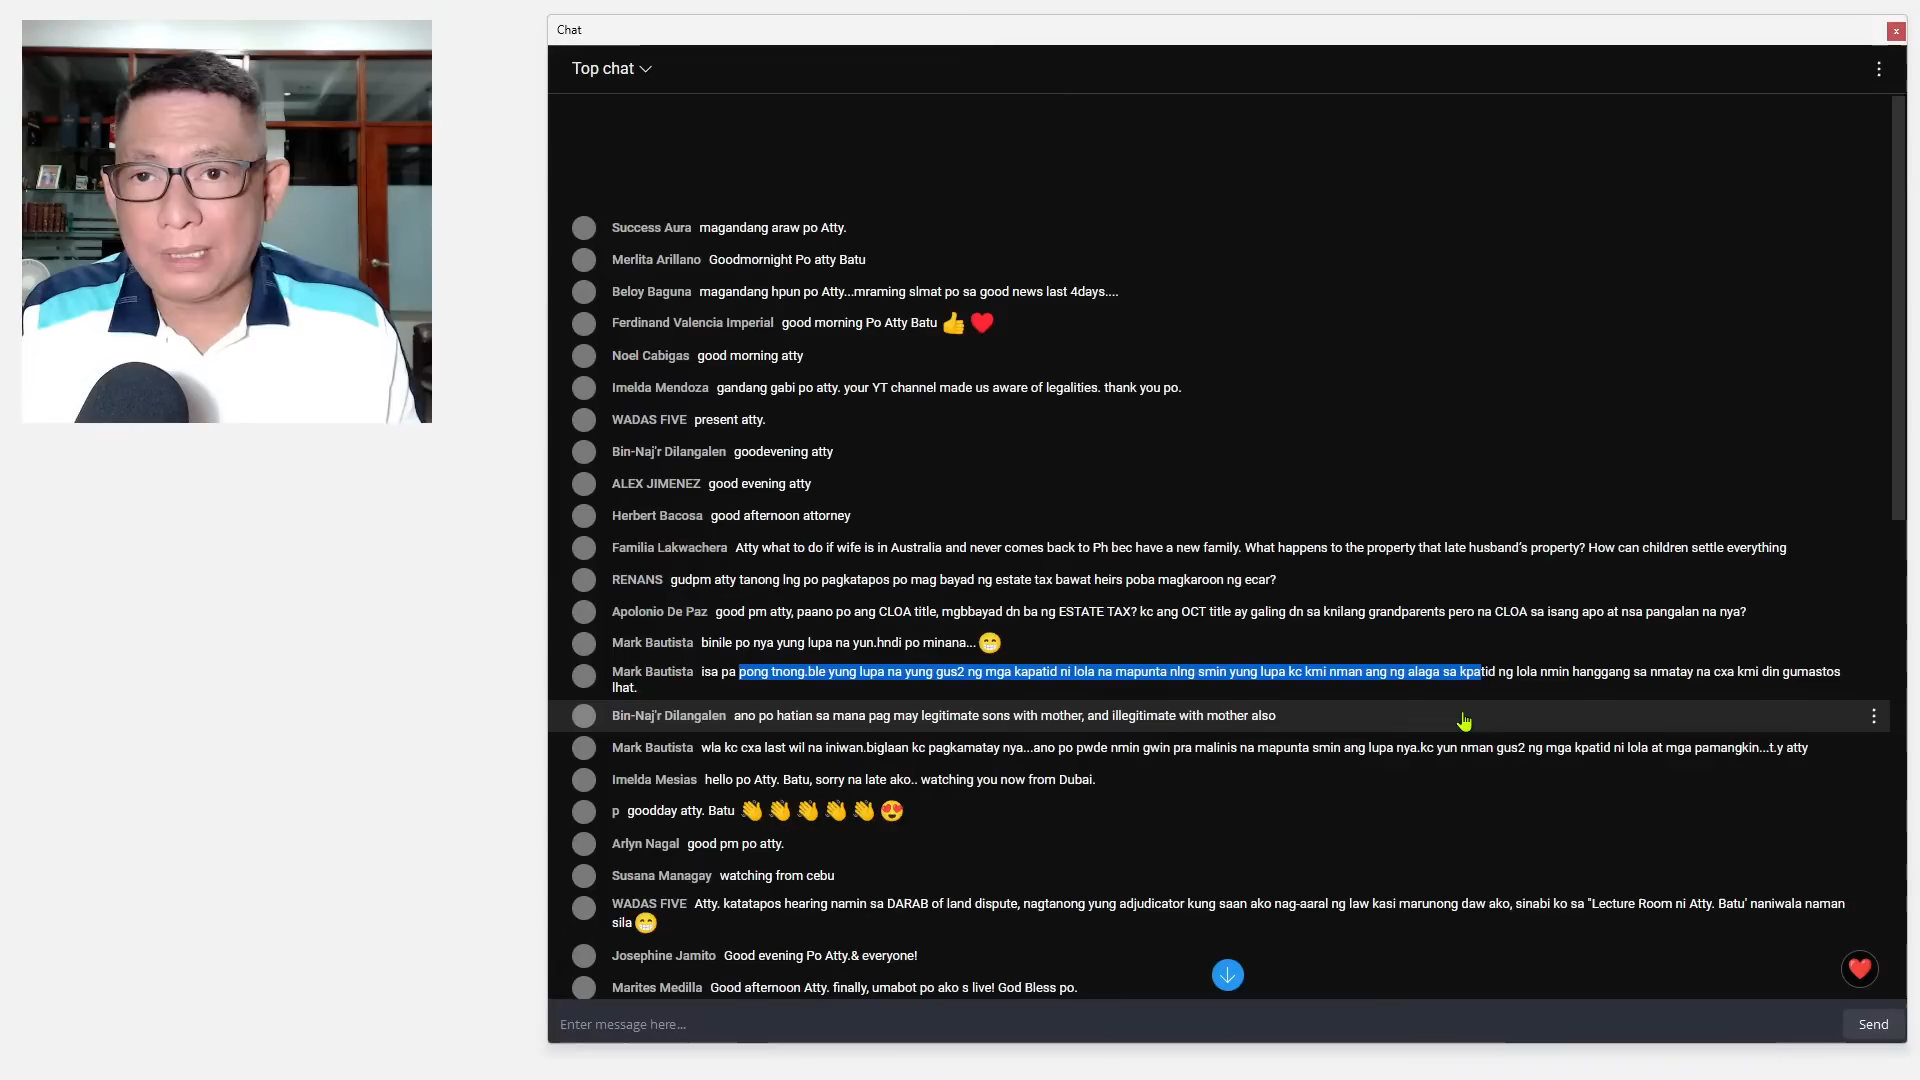 Chat
Top chat
Success Aura magandang araw po Atty.
Merlita Arillano Goodmornight Po atty Batu
Beloy Baguna magandang hpun po Atty...mraming slmat po sa good news last 4days....
Ferdinand Valencia Imperial good morning Po Atty Batu 👍❤️
Noel Cabigas good morning atty
Imelda Mendoza gandang gabi po atty. your YT channel made us aware of legalities. thank you po.
WADAS FIVE present atty.
Bin-Naj'r Dilangalen goodevening atty
ALEX JIMENEZ good evening atty
Herbert Bacosa good afternoon attorney
Familia Lakwachera Atty what to do if wife is in Australia and never comes back to Ph bec have a new family. What happens to the property that late husband's property? How can children settle everything
RENANS gudpm atty tanong lng po pagkatapos po mag bayad ng estate tax bawat heirs poba magkaroon ng ecar?
Apolonio De Paz good pm atty, paano po ang CLOA title, mgbbayad dn ba ng ESTATE TAX? kc ang OCT title ay galing dn sa knilang grandparents pero na CLOA sa isang apo at nsa pangalan na nya?
Mark Bautista binile po nya yung lupa na yun.hndi po minana...😁
Mark Bautista isa pa pong tnong.ble yung lupa na yung gus2 ng mga kapatid ni lola na mapunta nlng smin yung lupa kc kmi nman ang ng alaga sa kpatid ng lola nmin hanggang sa nmatay na cxa kmi din gumastos
lhat.
Bin-Naj'r Dilangalen ano po hatian sa mana pag may legitimate sons with mother, and illegitimate with mother also
Mark Bautista wla kc cxa last wil na iniwan.biglaan kc pagkamatay nya...ano po pwde nmin gwin pra malinis na mapunta smin ang lupa nya.kc yun nman gus2 ng mga kpatid ni lola at mga pamangkin...t.y atty
Imelda Mesias hello po Atty. Batu, sorry na late ako.. watching you now from Dubai.
p goodday atty. Batu 👏👏👏👏👏😍
Arlyn Nagal good pm po atty.
Susana Managay watching from cebu
WADAS FIVE Atty. katatapos hearing namin sa DARAB of land dispute, nagtanong yung adjudicator kung saan ako nag-aaral ng law kasi marunong daw ako, sinabi ko sa "Lecture Room ni Atty. Batu' naniwala naman
sila😁
Josephine Jamito Good evening Po Atty.& everyone!
Marites Medilla Good afternoon Atty. finally, umabot po ako s live! God Bless po.
Enter message here...
Send